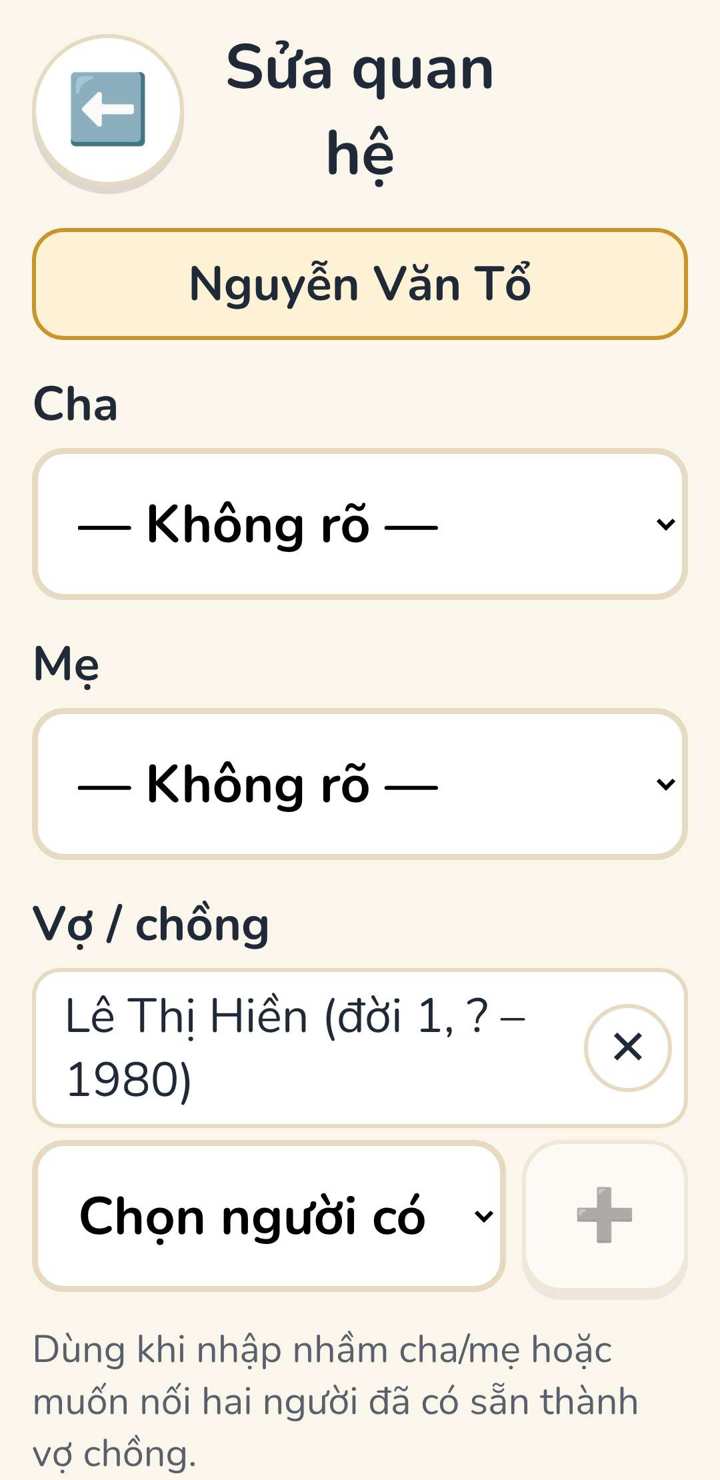 Sửa quan
hệ
Nguyễn Văn Tổ
Cha
— Không rõ —
Mẹ
— Không rõ —
Vợ / chồng
Lê Thị Hiền (đời 1, ? –
1980)
Chọn người có
Dùng khi nhập nhầm cha/mẹ hoặc
muốn nối hai người đã có sẵn thành
vợ chồng.